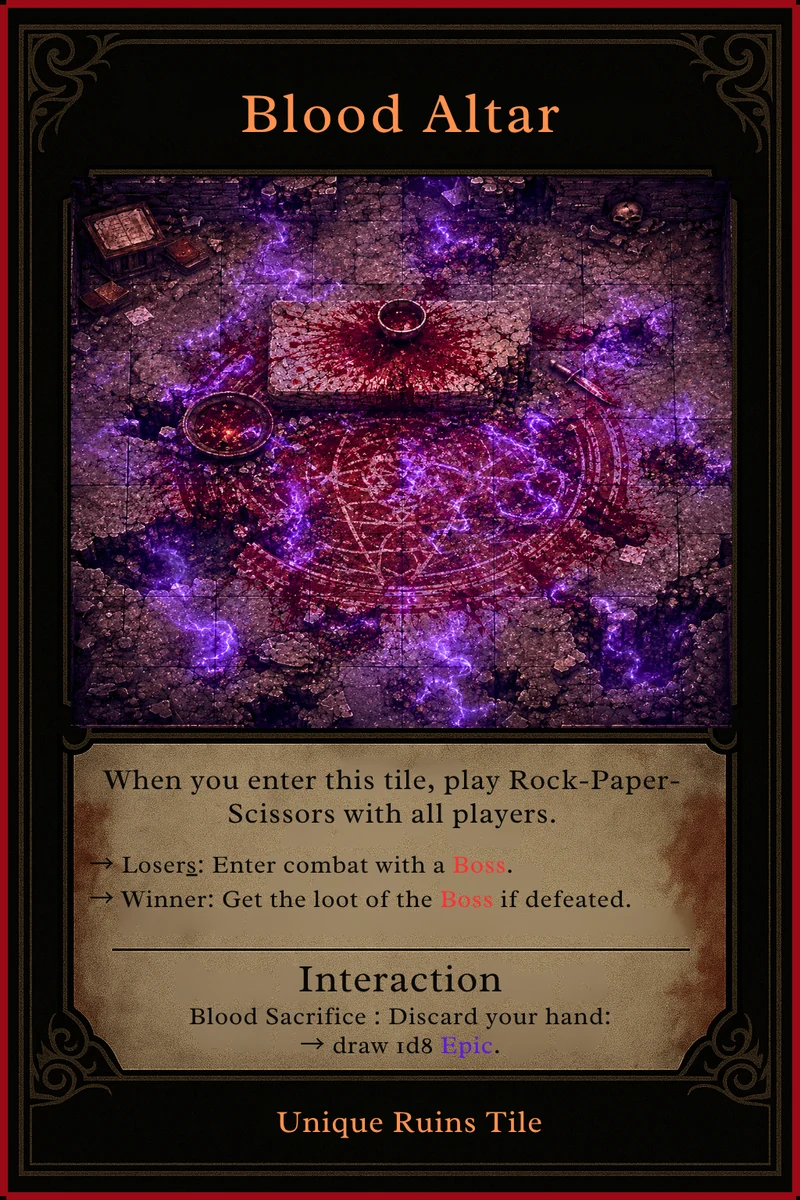 Blood Altar
When you enter this tile, play Rock-Paper-
Scissors with all players.
→ Losers: Enter combat with a Boss.
→ Winner: Get the loot of the Boss if defeated.
Interaction
Blood Sacrifice : Discard your hand:
→ draw 1d8 Epic.
Unique Ruins Tile